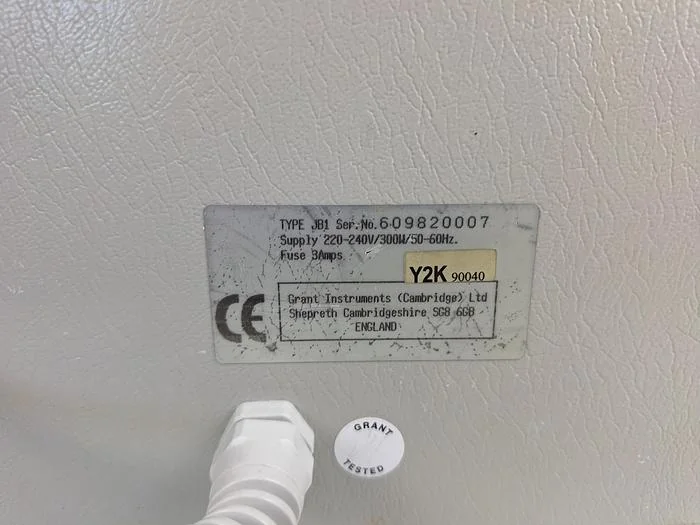 TYPE JB1 Ser.No. 609820007
Supply 220-240V/300W/50-60Hz.
Fuse 3Amps
Y2K 90040
CE
Grant Instruments (Cambridge) Ltd
Shepreth Cambridgeshire SG8 6GB
ENGLAND
GRANT
TESTED